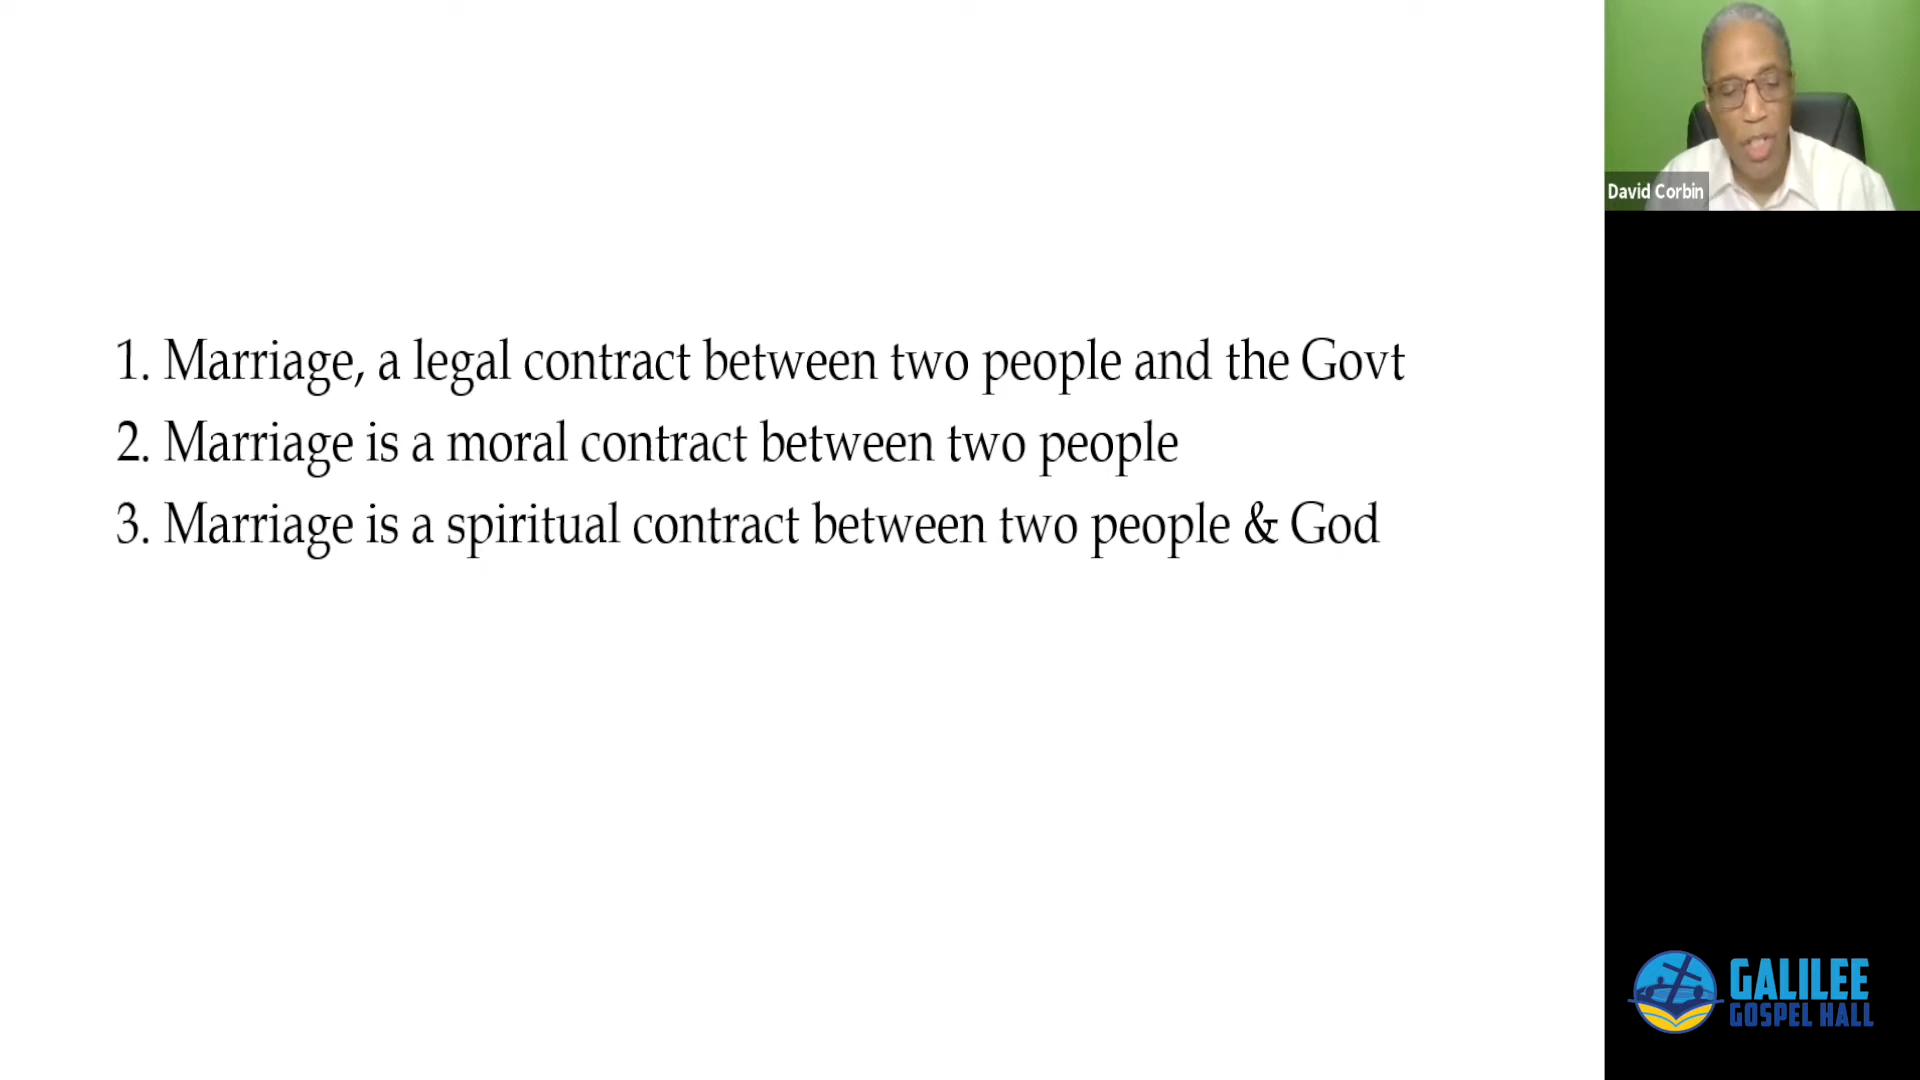 1. Marriage, a legal contract between two people and the Govt
2. Marriage is a moral contract between two people
3. Marriage is a spiritual contract between two people & God
David Corbin
GALILEE
GOSPEL HALL